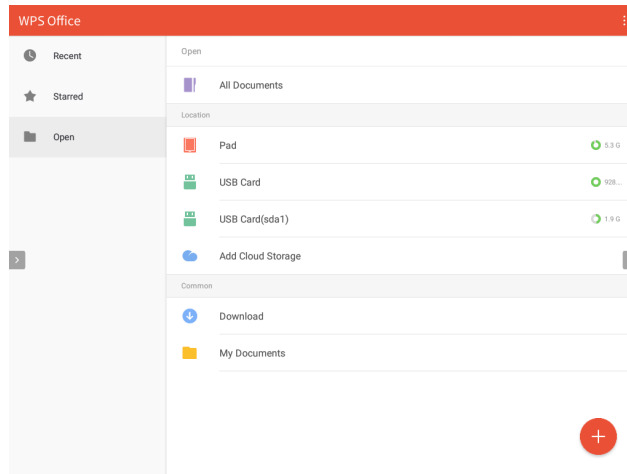 WPS Office
Recent
Starred
Open
Open
All Documents
Location
Pad 5.3 G
USB Card 928...
USB Card(sda1) 1.9 G
Add Cloud Storage
Common
Download
My Documents